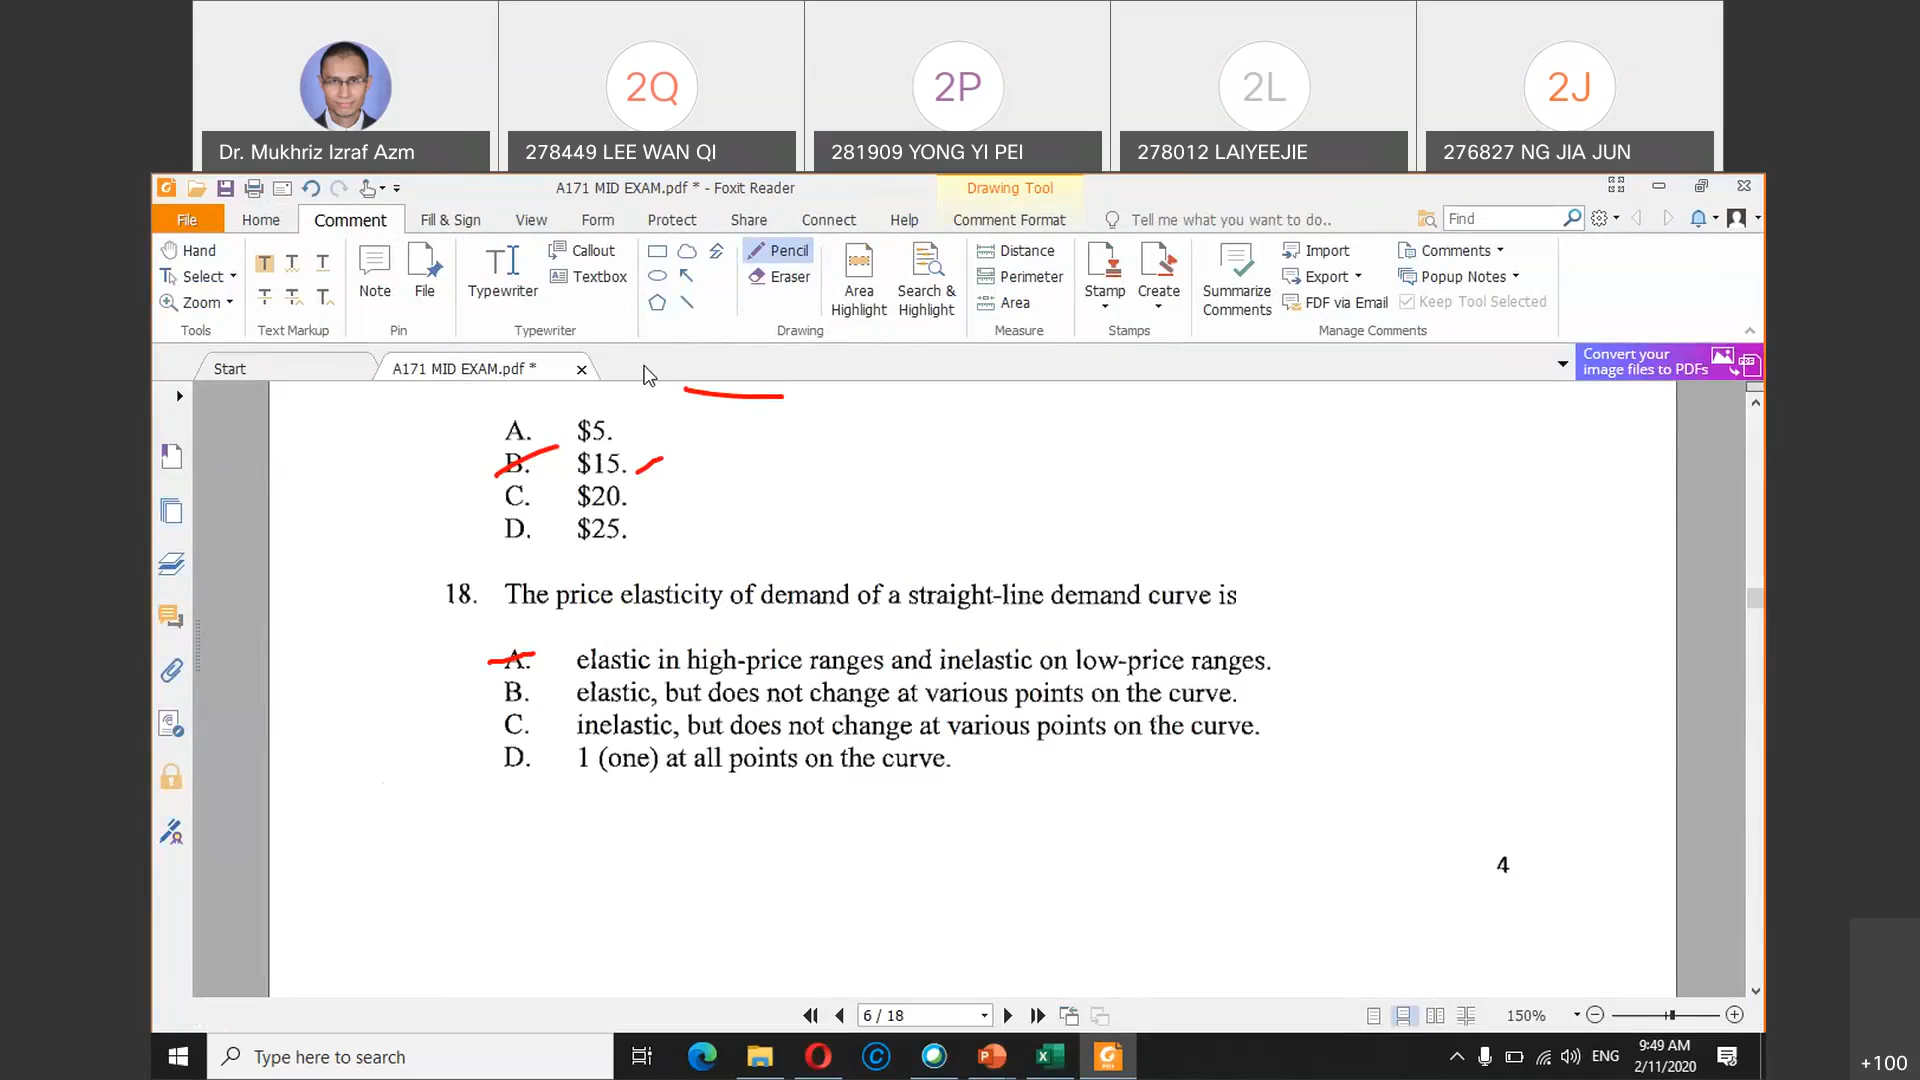 2Q
2P
2L
2J
Dr. Mukhriz Izraf Azm
278449 LEE WAN QI
281909 YONG YI PEI
278012 LAIYEEJIE
276827 NG JIA JUN
A171 MID EXAM.pdf * - Foxit Reader
Drawing Tool
File
Home
Comment
Fill & Sign
View
Form
Protect
Share
Connect
Help
Comment Format
Tell me what you want to do..
Find
Hand
Select
Zoom
Tools
Text Markup
Note
File
Pin
Typewriter
Callout
Textbox
Typewriter
Pencil
Eraser
Area
Highlight
Search &
Highlight
Drawing
Distance
Perimeter
Area
Measure
Stamp
Create
Stamps
Summarize
Comments
Import
Export
FDF via Email
Comments
Popup Notes
Keep Tool Selected
Manage Comments
Start
A171 MID EXAM.pdf *
Convert your
image files to PDFs
A. $5.
B. $15.
C. $20.
D. $25.
18. The price elasticity of demand of a straight-line demand curve is
A. elastic in high-price ranges and inelastic on low-price ranges.
B. elastic, but does not change at various points on the curve.
C. inelastic, but does not change at various points on the curve.
D. 1 (one) at all points on the curve.
4
6 / 18
150%
Type here to search
ENG
9:49 AM
2/11/2020
+100